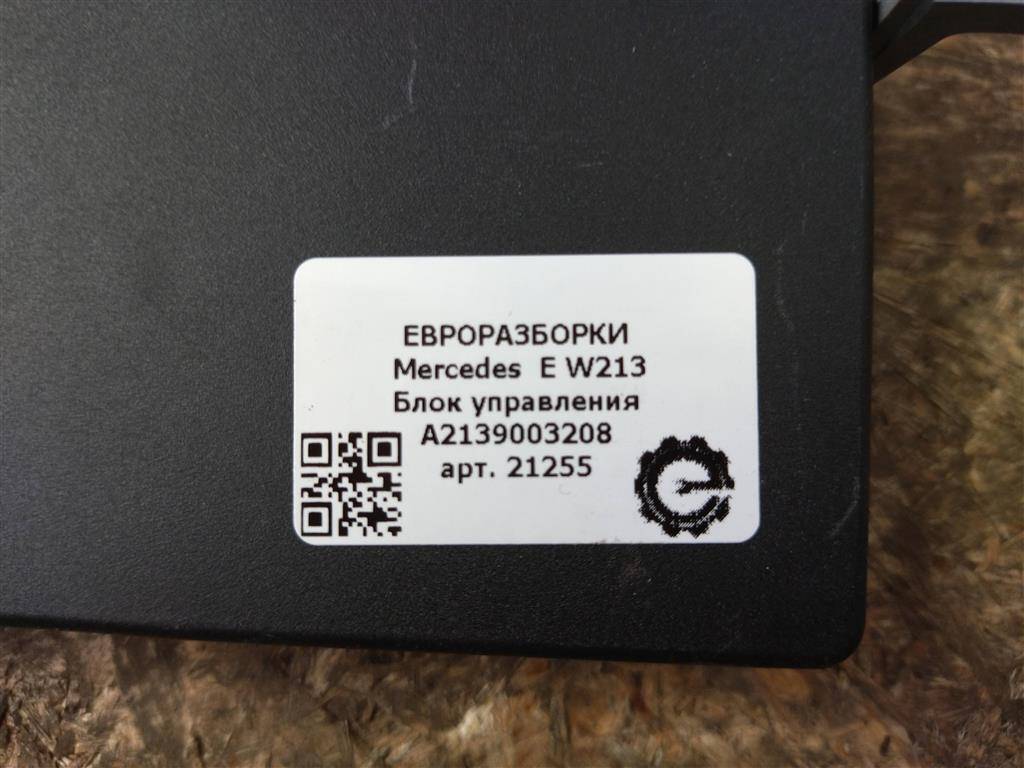 ЕВРОРАЗБОРКИ
Mercedes E W213
Блок управления
A2139003208
арт. 21255